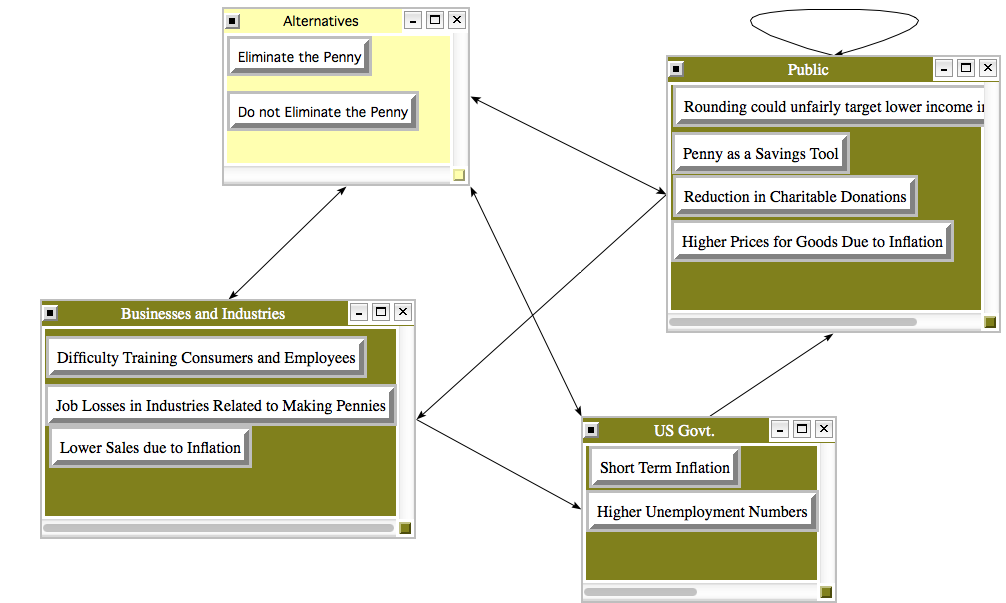 Alternatives
Eliminate the Penny
Do not Eliminate the Penny
Public
Rounding could unfairly target lower income
Penny as a Savings Tool
Reduction in Charitable Donations
Higher Prices for Goods Due to Inflation
Businesses and Industries
Difficulty Training Consumers and Employees
Job Losses in Industries Related to Making Pennies
Lower Sales due to Inflation
US Govt.
Short Term Inflation
Higher Unemployment Numbers